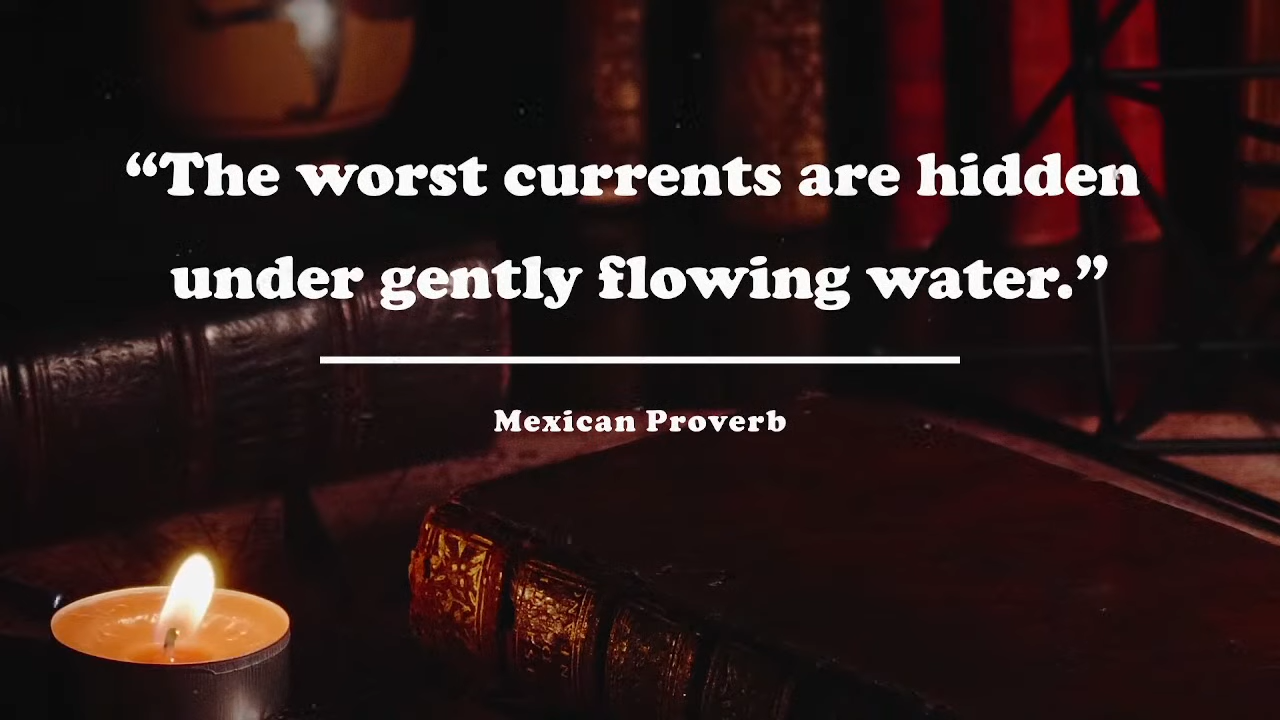 “The worst currents are hidden
under gently flowing water.”
Mexican Proverb